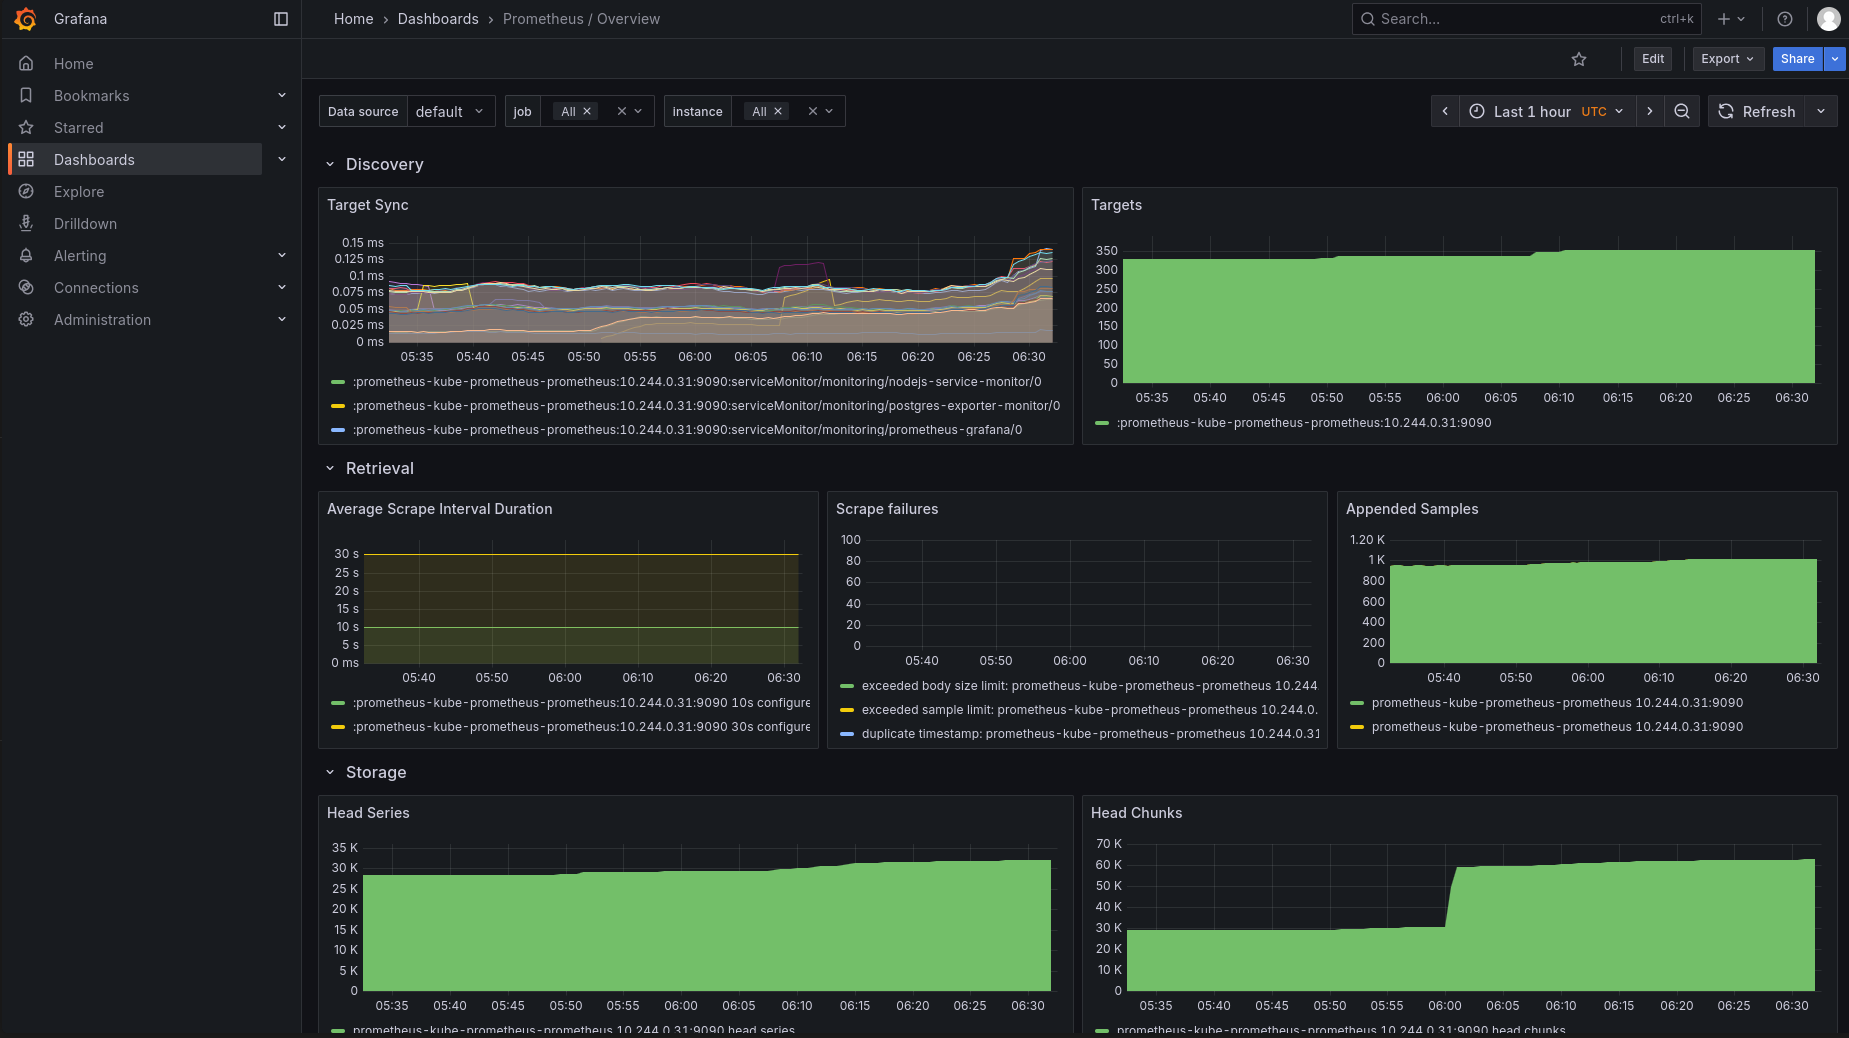 Grafana
Home › Dashboards › Prometheus / Overview
Search... ctrl+k
Edit
Export
Share
Home
Bookmarks
Starred
Dashboards
Explore
Drilldown
Alerting
Connections
Administration
Data source default
job All
instance All
Last 1 hour UTC
Refresh
Discovery
Target Sync
0.15 ms
0.125 ms
0.1 ms
0.075 ms
0.05 ms
0.025 ms
0 ms
05:35 05:40 05:45 05:50 05:55 06:00 06:05 06:10 06:15 06:20 06:25 06:30
:prometheus-kube-prometheus-prometheus:10.244.0.31:9090:serviceMonitor/monitoring/nodejs-service-monitor/0
:prometheus-kube-prometheus-prometheus:10.244.0.31:9090:serviceMonitor/monitoring/postgres-exporter-monitor/0
:prometheus-kube-prometheus-prometheus:10.244.0.31:9090:serviceMonitor/monitoring/prometheus-grafana/0
Targets
350
300
250
200
150
100
50
0
05:35 05:40 05:45 05:50 05:55 06:00 06:05 06:10 06:15 06:20 06:25 06:30
:prometheus-kube-prometheus-prometheus:10.244.0.31:9090
Retrieval
Average Scrape Interval Duration
30 s
25 s
20 s
15 s
10 s
5 s
0 ms
05:40 05:50 06:00 06:10 06:20 06:30
:prometheus-kube-prometheus-prometheus:10.244.0.31:9090 10s configure
:prometheus-kube-prometheus-prometheus:10.244.0.31:9090 30s configure
Scrape failures
100
80
60
40
20
0
05:40 05:50 06:00 06:10 06:20 06:30
exceeded body size limit: prometheus-kube-prometheus-prometheus 10.244.
exceeded sample limit: prometheus-kube-prometheus-prometheus 10.244.0.
duplicate timestamp: prometheus-kube-prometheus-prometheus 10.244.0.31
Appended Samples
1.20 K
1 K
800
600
400
200
0
05:40 05:50 06:00 06:10 06:20 06:30
prometheus-kube-prometheus-prometheus 10.244.0.31:9090
prometheus-kube-prometheus-prometheus 10.244.0.31:9090
Storage
Head Series
35 K
30 K
25 K
20 K
15 K
10 K
5 K
0
05:35 05:40 05:45 05:50 05:55 06:00 06:05 06:10 06:15 06:20 06:25 06:30
prometheus-kube-prometheus-prometheus 10.244.0.31:9090 head series
Head Chunks
70 K
60 K
50 K
40 K
30 K
20 K
10 K
0
05:35 05:40 05:45 05:50 05:55 06:00 06:05 06:10 06:15 06:20 06:25 06:30
prometheus-kube-prometheus-prometheus 10.244.0.31:9090 head chunks